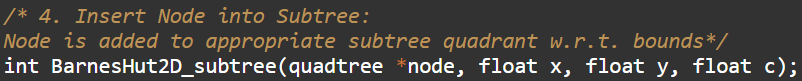 /* 4. Insert Node into Subtree:
Node is added to appropriate subtree quadrant w.r.t. bounds*/
int BarnesHut2D_subtree(quadtree *node, float x, float y, float c);